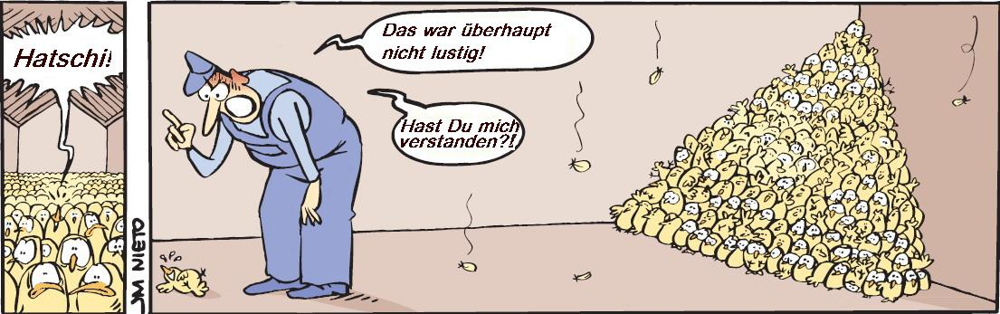 Hatschi!
Das war überhaupt
nicht lustig!
Hast Du mich
verstanden?!
JM NIETO